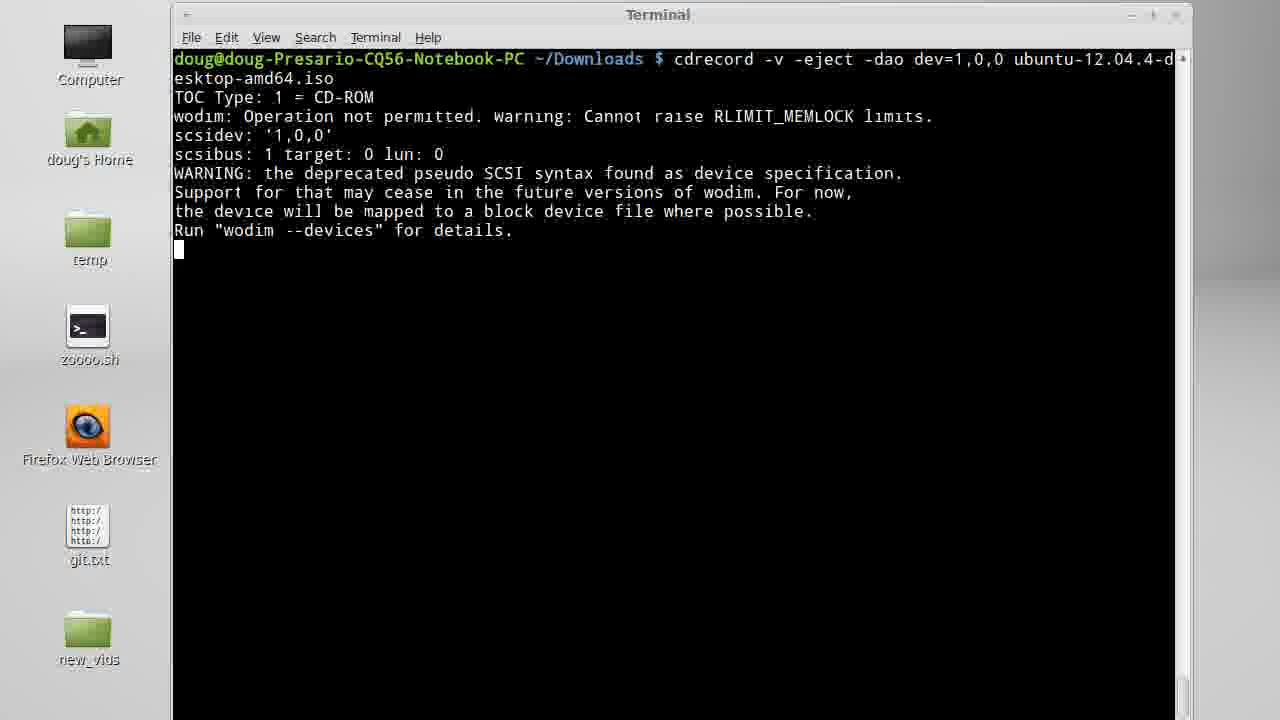 Terminal
File Edit View Search Terminal Help
doug@doug-Presario-CQ56-Notebook-PC ~/Downloads $ cdrecord -v -eject -dao dev=1,0,0 ubuntu-12.04.4-d
esktop-amd64.iso
TOC Type: 1 = CD-ROM
wodim: Operation not permitted. Warning: Cannot raise RLIMIT_MEMLOCK limits.
scsidev: '1,0,0'
scsibus: 1 target: 0 lun: 0
WARNING: the deprecated pseudo SCSI syntax found as device specification.
Support for that may cease in the future versions of wodim. For now,
the device will be mapped to a block device file where possible.
Run "wodim --devices" for details.
Computer
doug's Home
temp
>_
zoooo.sh
Firefox Web Browser
http:/
http:/
http:/
http:/
git.txt
new_vids